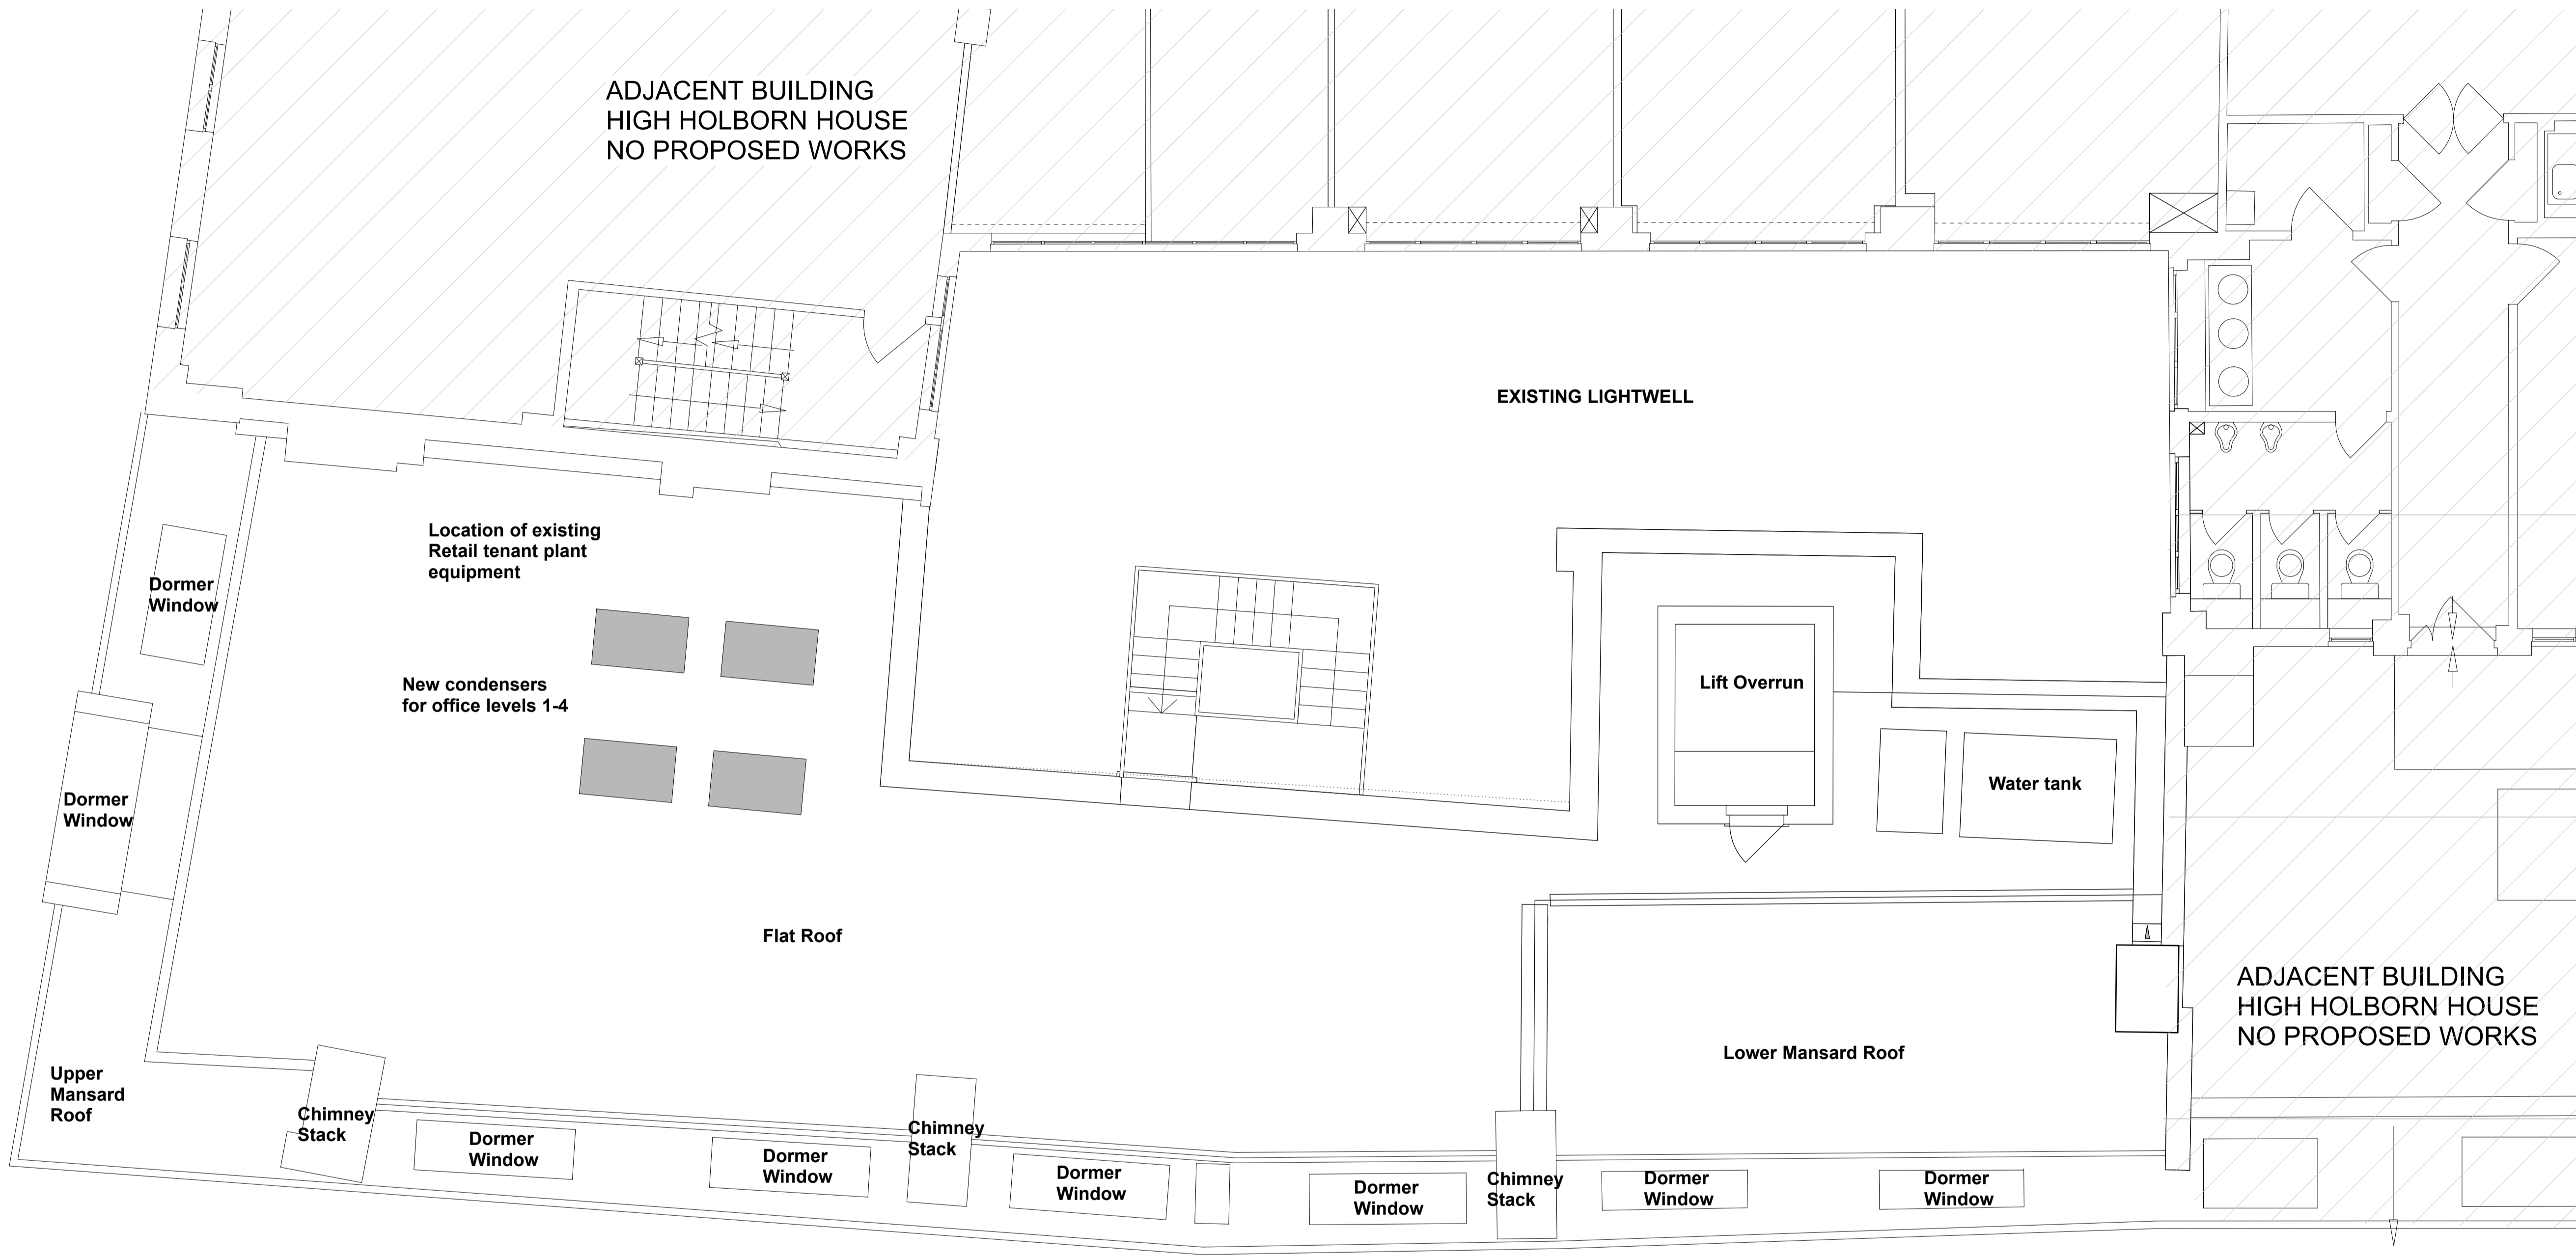 ADJACENT BUILDING
HIGH HOLBORN HOUSE
NO PROPOSED WORKS
EXISTING LIGHTWELL
Location of existing
Retail tenant plant
equipment
Dormer
Window
New condensers
for office levels 1-4
Lift Overrun
Water tank
Dormer
Window
Flat Roof
ADJACENT BUILDING
HIGH HOLBORN HOUSE
NO PROPOSED WORKS
Lower Mansard Roof
Upper
Mansard
Roof
Chimney
Stack
Dormer
Window
Dormer
Window
Chimney
Stack
Dormer
Window
Dormer
Window
Chimney
Stack
Dormer
Window
Dormer
Window